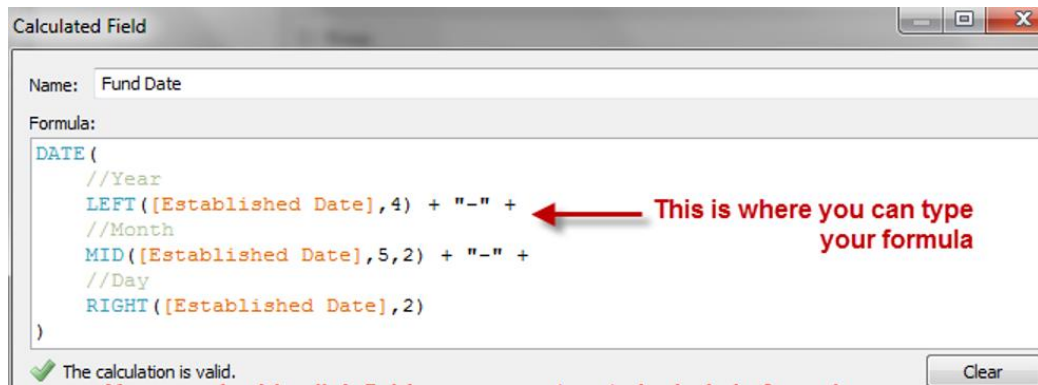 Calculated Field
Name: Fund Date
Formula:
DATE(
//Year
LEFT([Established Date],4) + "-" +
//Month
MID([Established Date],5,2) + "-" +
//Day
RIGHT([Established Date],2)
)
This is where you can type
your formula
The calculation is valid.
Clear